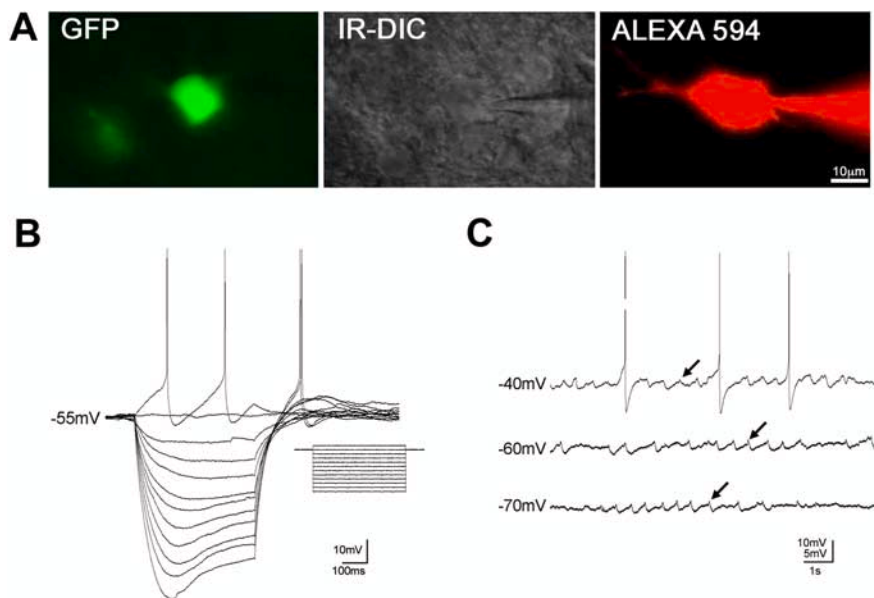 A
GFP
IR-DIC
ALEXA 594
10µm
B
-55mV
10mV
100ms
C
-40mV
-60mV
-70mV
10mV
5mV
1s